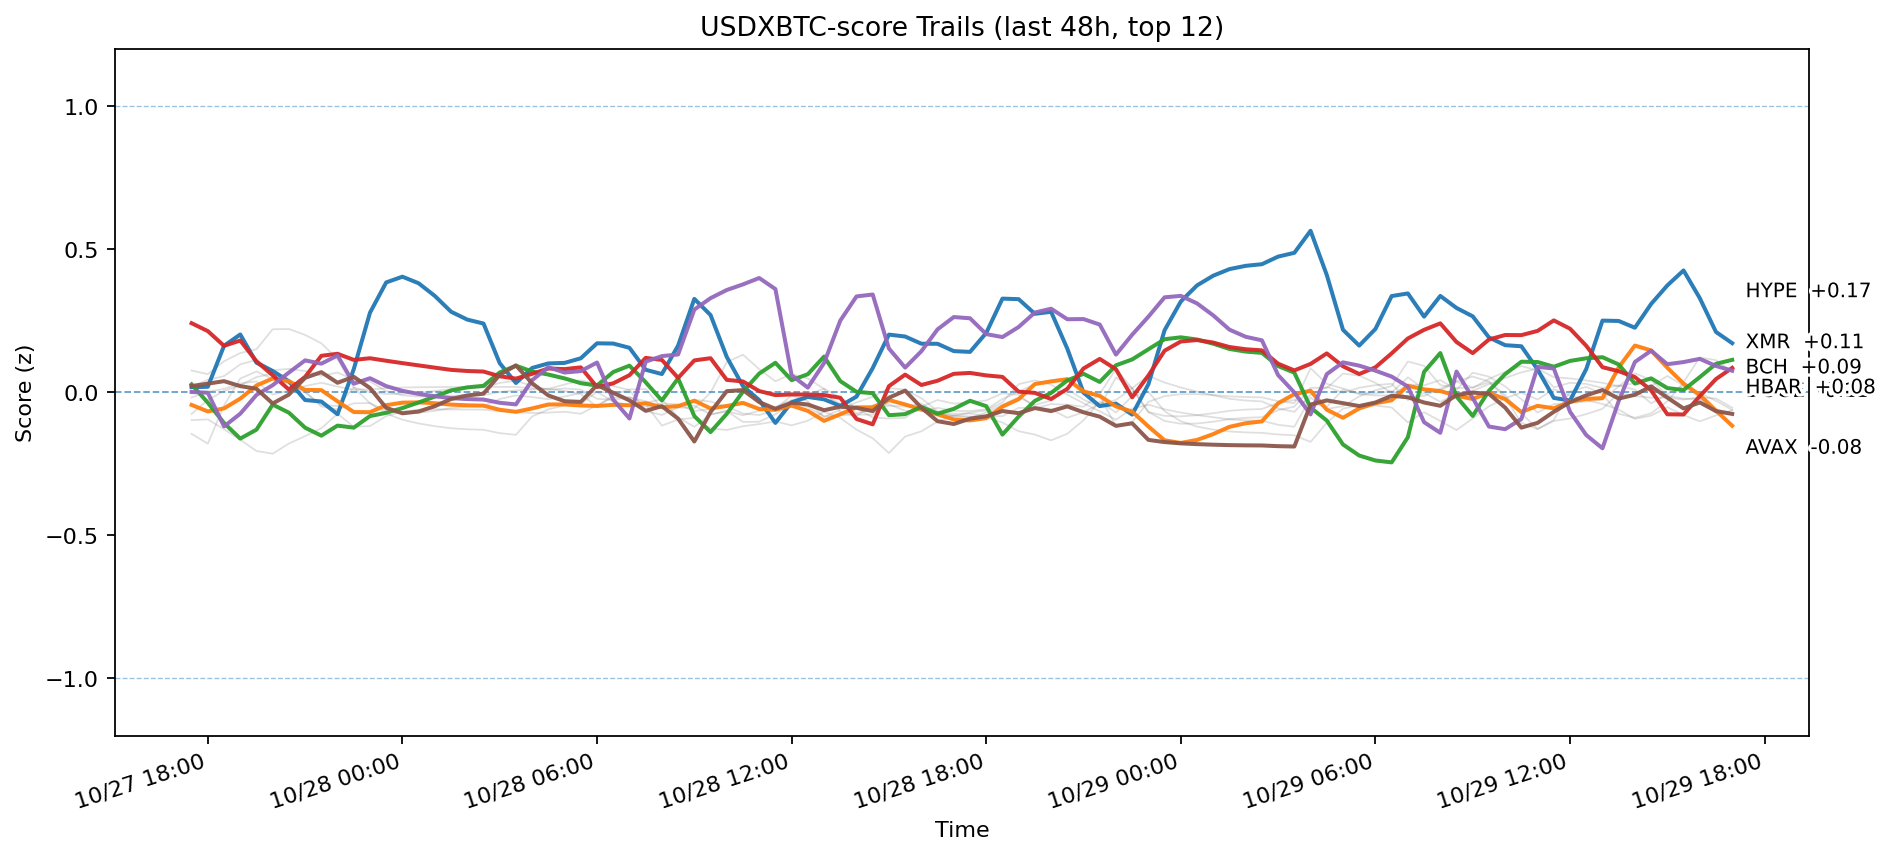 USDXBTC-score Trails (last 48h, top 12)
Score (z)
1.0
0.5
0.0
−0.5
−1.0
HYPE +0.17
XMR +0.11
BCH +0.09
HBAR +0.08
AVAX -0.08
10/27 18:00
10/28 00:00
10/28 06:00
10/28 12:00
10/28 18:00
10/29 00:00
10/29 06:00
10/29 12:00
10/29 18:00
Time